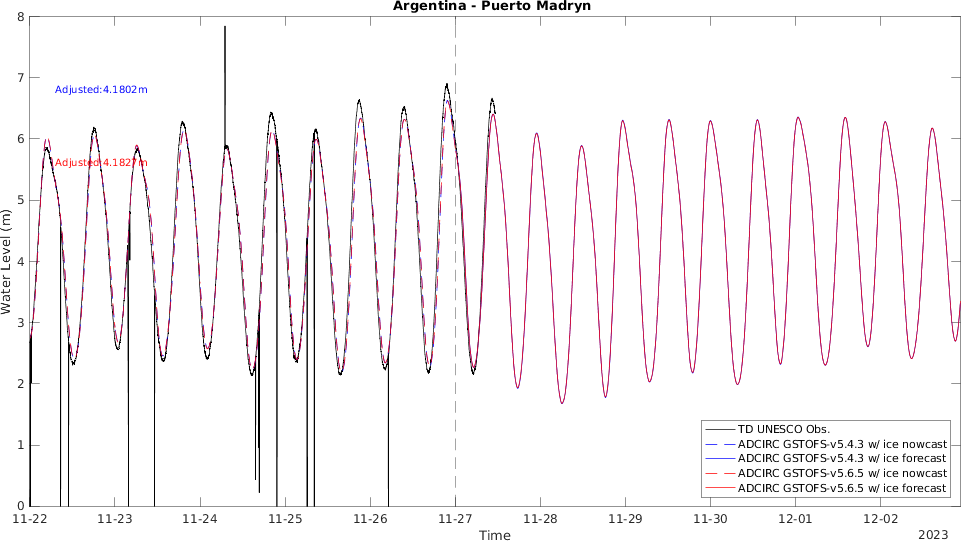 Argentina - Puerto Madryn
8
7
6
5
4
3
2
1
0
Water Level (m)
Adjusted:4.1802m
Adjusted:4.1827m
TD UNESCO Obs.
ADCIRC GSTOFS-v5.4.3 w/ ice nowcast
ADCIRC GSTOFS-v5.4.3 w/ ice forecast
ADCIRC GSTOFS-v5.6.5 w/ ice nowcast
ADCIRC GSTOFS-v5.6.5 w/ ice forecast
11-22 11-23 11-24 11-25 11-26 11-27 11-28 11-29 11-30 12-01 12-02
Time
2023